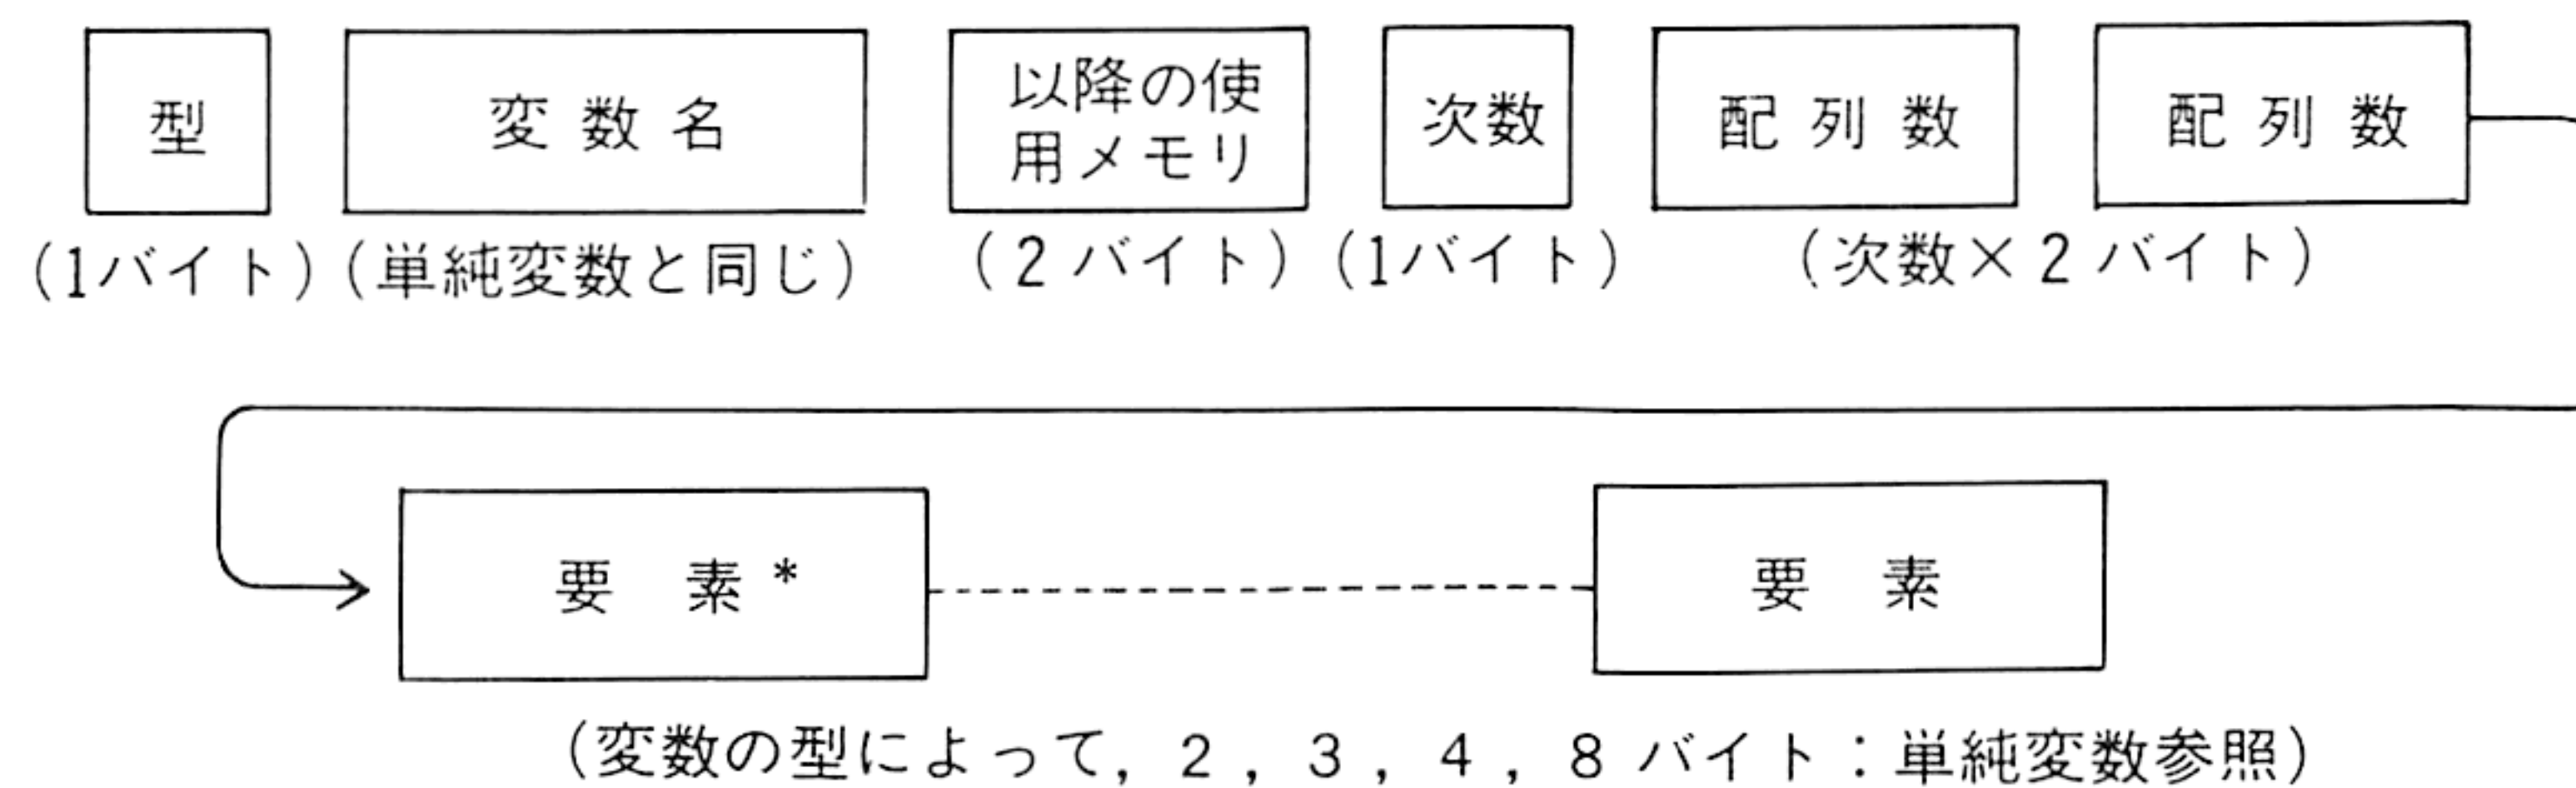 型 変数名 以降の使 次数 配列数 配列数
用メモリ
(1バイト) (単純変数と同じ) (2バイト) (1バイト) (次数×2バイト)
要素* 要素
(変数の型によって, 2, 3, 4, 8バイト:単純変数参照)